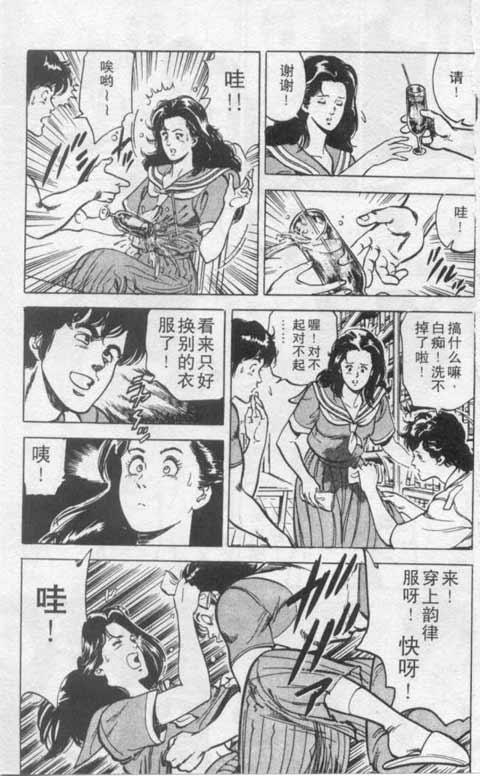 请！
谢谢！
哇！
哇!!
唉哟～～
搞什么嘛，
白痴！洗不
掉了啦！
喔！对不
起对不起
……
看来只好
换别的衣
服了！
咦！
来！
穿上韵律
服呀！
快呀！
哇！